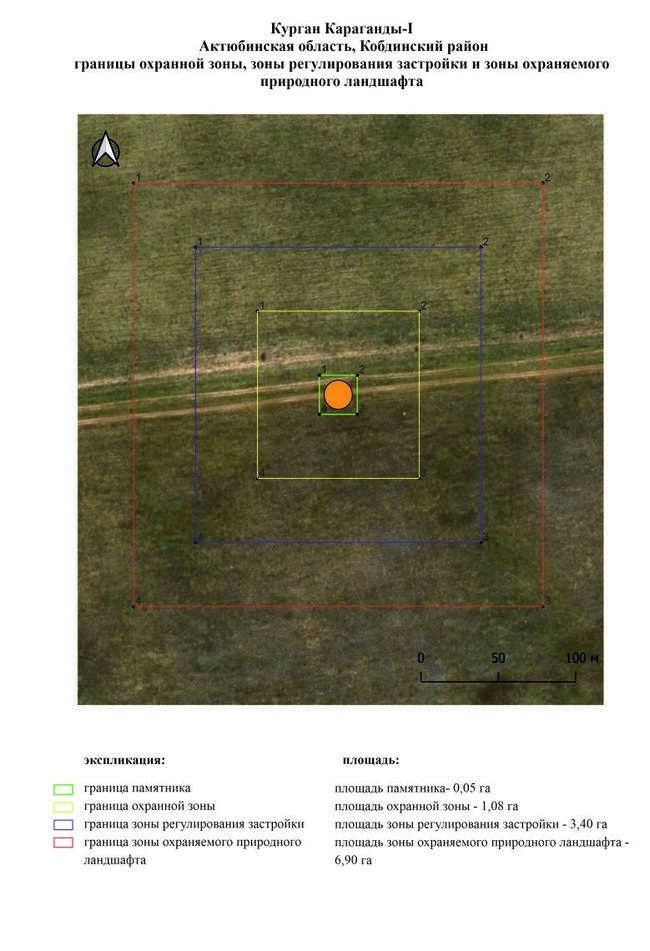 Курган Караганды-I
Актюбинская область, Кобдинский район
границы охранной зоны, зоны регулирования застройки и зоны охраняемого
природного ландшафта
1 2
1 2
1 2
1 2
4 3
4 3
4 3
0 50 100 м
экспликация: площадь:
граница памятника площадь памятника- 0,05 га
граница охранной зоны площадь охранной зоны - 1,08 га
граница зоны регулирования застройки площадь зоны регулирования застройки - 3,40 га
граница зоны охраняемого природного площадь зоны охраняемого природного ландшафта -
ландшафта 6,90 га